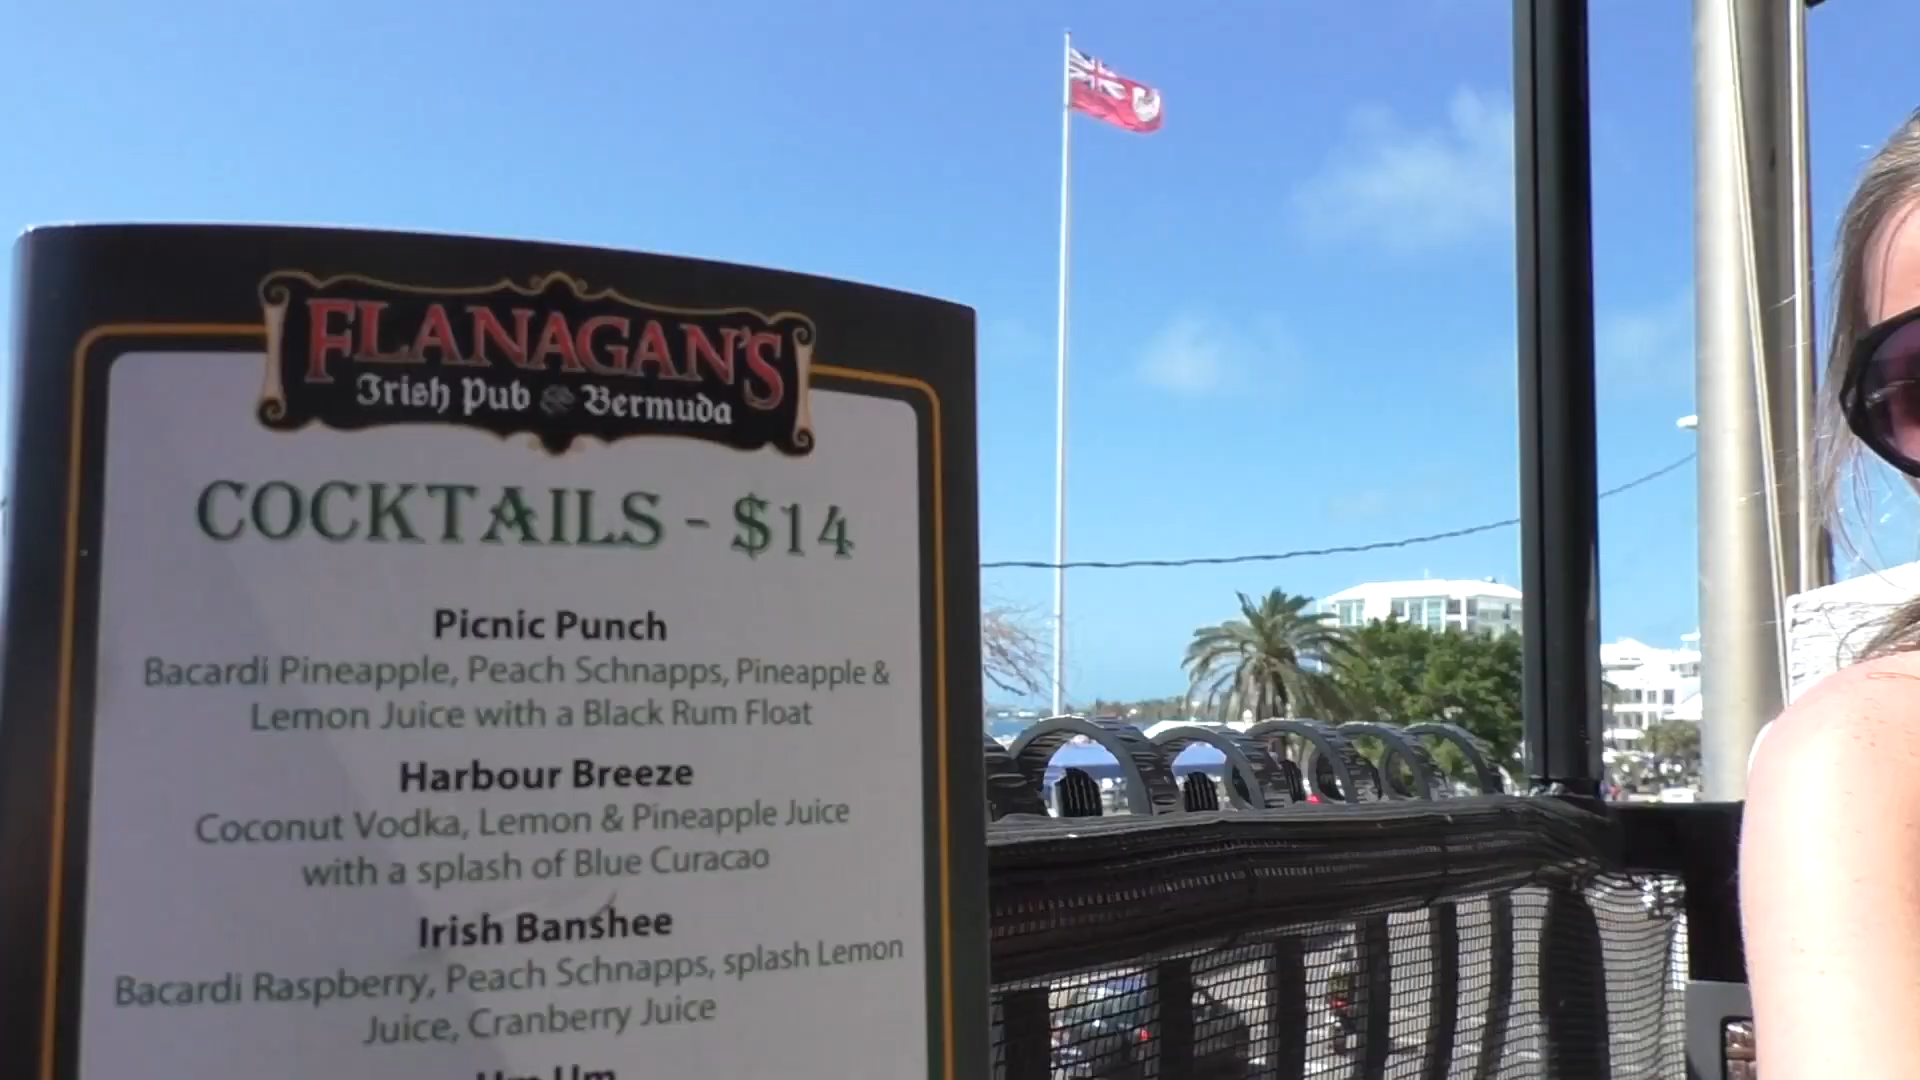 FLANAGAN'S
Irish Pub Bermuda
COCKTAILS - $14
Picnic Punch
Bacardi Pineapple, Peach Schnapps, Pineapple &
Lemon Juice with a Black Rum Float
Harbour Breeze
Coconut Vodka, Lemon & Pineapple Juice
with a splash of Blue Curacao
Irish Banshee
Bacardi Raspberry, Peach Schnapps, splash Lemon
Juice, Cranberry Juice